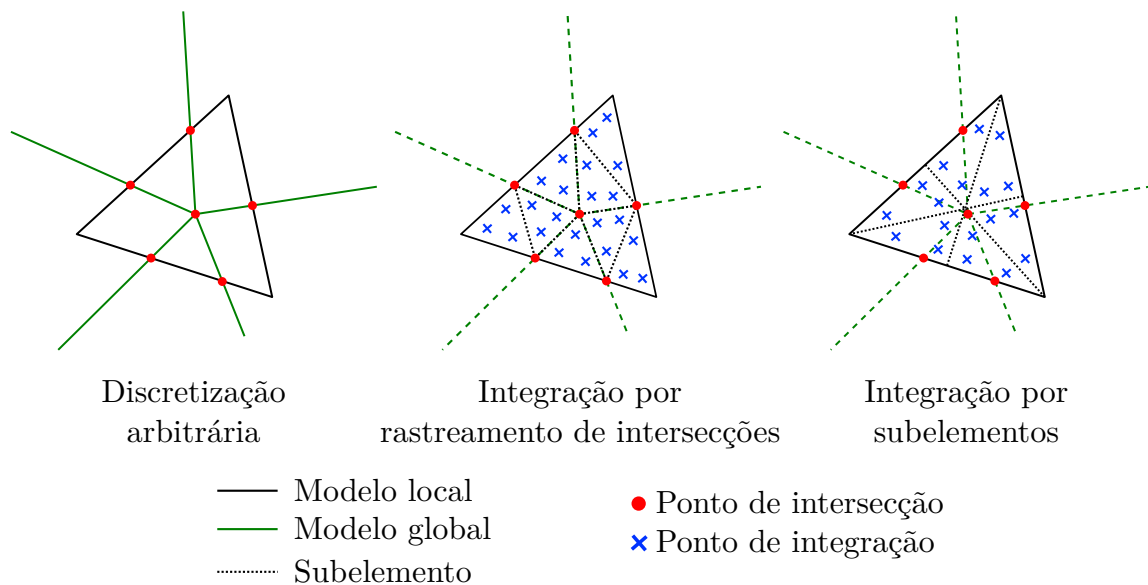 Discretização
arbitrária
Integração por
rastreamento de intersecções
Integração por
subelementos
Modelo local
Modelo global
Subelemento
Ponto de intersecção
Ponto de integração